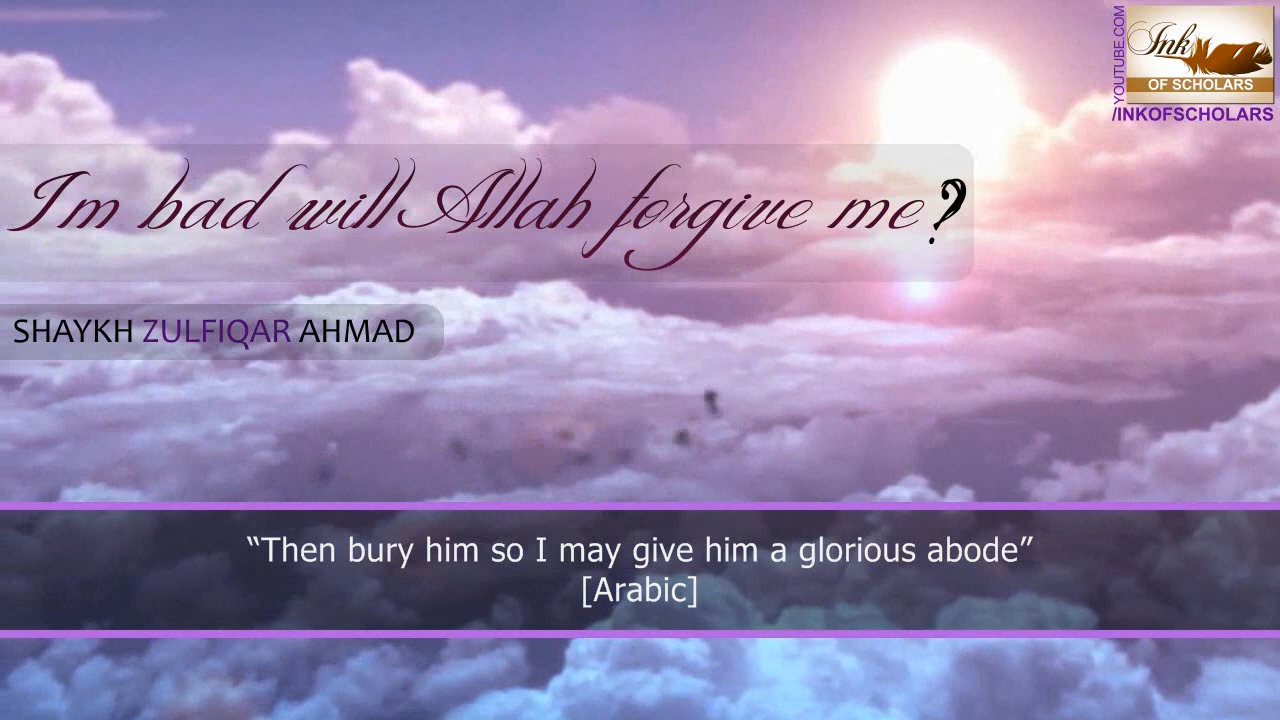 YOUTUBE.COM
Ink
OF SCHOLARS
/INKOFSCHOLARS
Im bad will Allah forgive me?
SHAYKH ZULFIQAR AHMAD
“Then bury him so I may give him a glorious abode”
[Arabic]